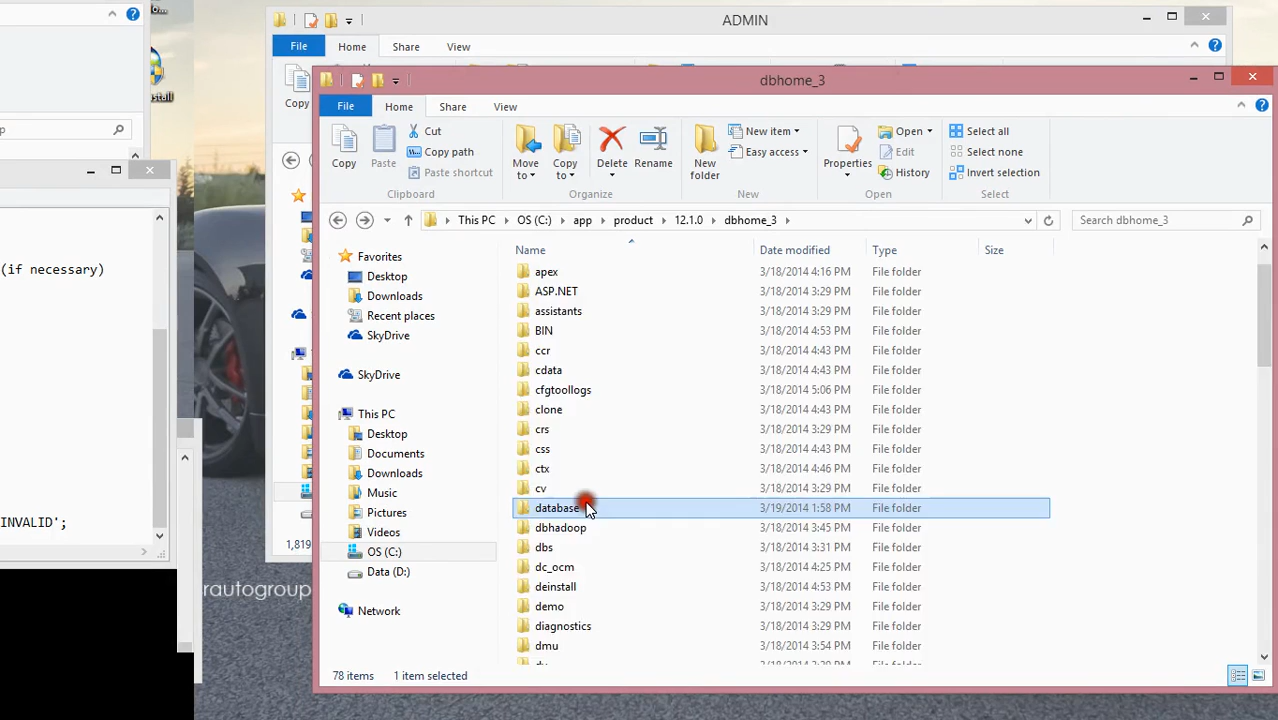 o...
stall
ADMIN
File Home Share View
Copy
p
(if necessary)
INVALID';
1,819
rautogroup
dbhome_3
File Home Share View
Copy Paste Cut Copy path Paste shortcut Move to Copy to Delete Rename New folder New item Easy access Properties Open Edit History Select all Select none Invert selection
Clipboard Organize New Open Select
This PC OS (C:) app product 12.1.0 dbhome_3 Search dbhome_3
Favorites
Desktop
Downloads
Recent places
SkyDrive
SkyDrive
This PC
Desktop
Documents
Downloads
Music
Pictures
Videos
OS (C:)
Data (D:)
Network
Name Date modified Type Size
apex 3/18/2014 4:16 PM File folder
ASP.NET 3/18/2014 3:29 PM File folder
assistants 3/18/2014 3:29 PM File folder
BIN 3/18/2014 4:53 PM File folder
ccr 3/18/2014 4:43 PM File folder
cdata 3/18/2014 4:43 PM File folder
cfgtoollogs 3/18/2014 5:06 PM File folder
clone 3/18/2014 4:43 PM File folder
crs 3/18/2014 3:29 PM File folder
css 3/18/2014 4:43 PM File folder
ctx 3/18/2014 4:46 PM File folder
cv 3/18/2014 3:29 PM File folder
database 3/19/2014 1:58 PM File folder
dbhadoop 3/18/2014 3:45 PM File folder
dbs 3/18/2014 3:31 PM File folder
dc_ocm 3/18/2014 4:25 PM File folder
deinstall 3/18/2014 4:53 PM File folder
demo 3/18/2014 3:29 PM File folder
diagnostics 3/18/2014 3:29 PM File folder
dmu 3/18/2014 3:54 PM File folder
78 items 1 item selected